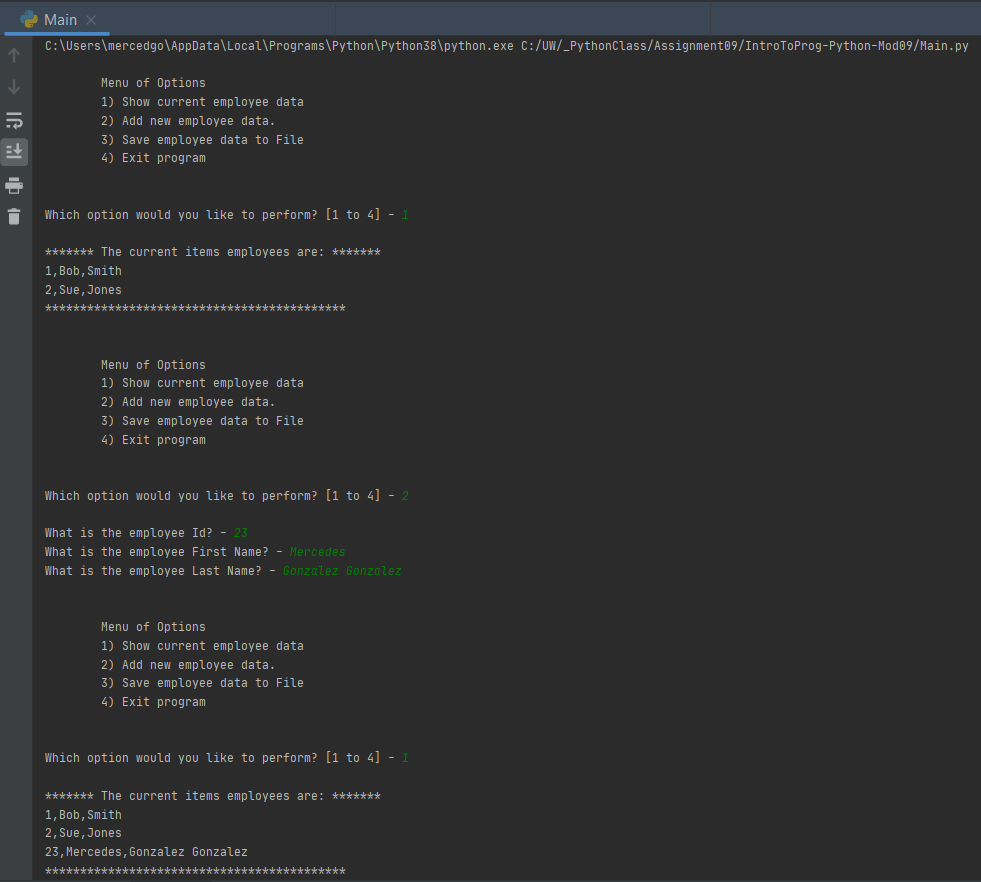 Main
C:\Users\mercedgo\AppData\Local\Programs\Python\Python38\python.exe C:/UW/_PythonClass/Assignment09/IntroToProg-Python-Mod09/Main.py
Menu of Options
1) Show current employee data
2) Add new employee data.
3) Save employee data to File
4) Exit program
Which option would you like to perform? [1 to 4] - 1
******* The current items employees are: *******
1,Bob,Smith
2,Sue,Jones
*******************************************
Menu of Options
1) Show current employee data
2) Add new employee data.
3) Save employee data to File
4) Exit program
Which option would you like to perform? [1 to 4] - 2
What is the employee Id? - 23
What is the employee First Name? - Mercedes
What is the employee Last Name? - Gonzalez Gonzalez
Menu of Options
1) Show current employee data
2) Add new employee data.
3) Save employee data to File
4) Exit program
Which option would you like to perform? [1 to 4] - 1
******* The current items employees are: *******
1,Bob,Smith
2,Sue,Jones
23,Mercedes,Gonzalez Gonzalez
*******************************************